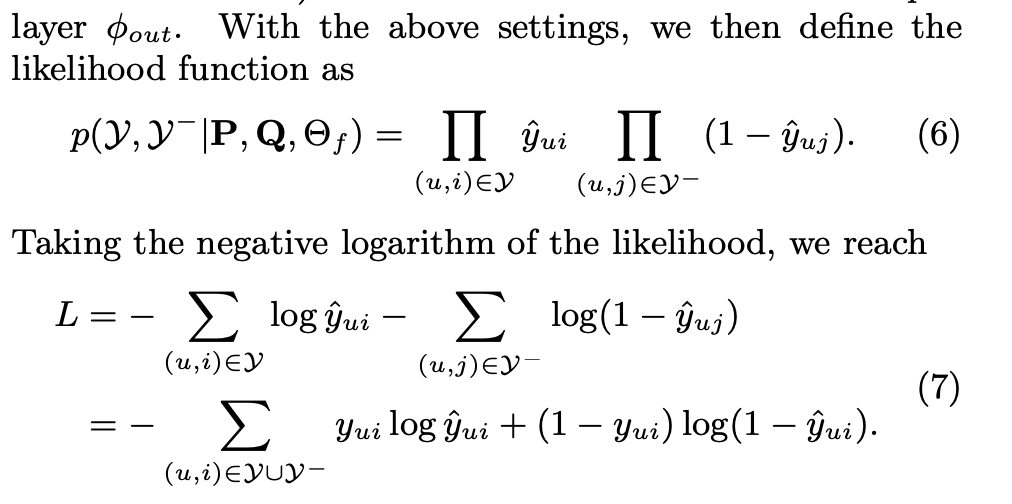 layer ϕ_out. With the above settings, we then define the
likelihood function as
p(𝒴, 𝒴⁻|𝐏, 𝐐, Θ_f) = ∏_{(u,i)∈𝒴} ŷ_ui ∏_{(u,j)∈𝒴⁻} (1 − ŷ_uj). (6)
Taking the negative logarithm of the likelihood, we reach
L = − ∑_{(u,i)∈𝒴} log ŷ_ui − ∑_{(u,j)∈𝒴⁻} log(1 − ŷ_uj)
(7)
= − ∑_{(u,i)∈𝒴∪𝒴⁻} y_ui log ŷ_ui + (1 − y_ui) log(1 − ŷ_ui).